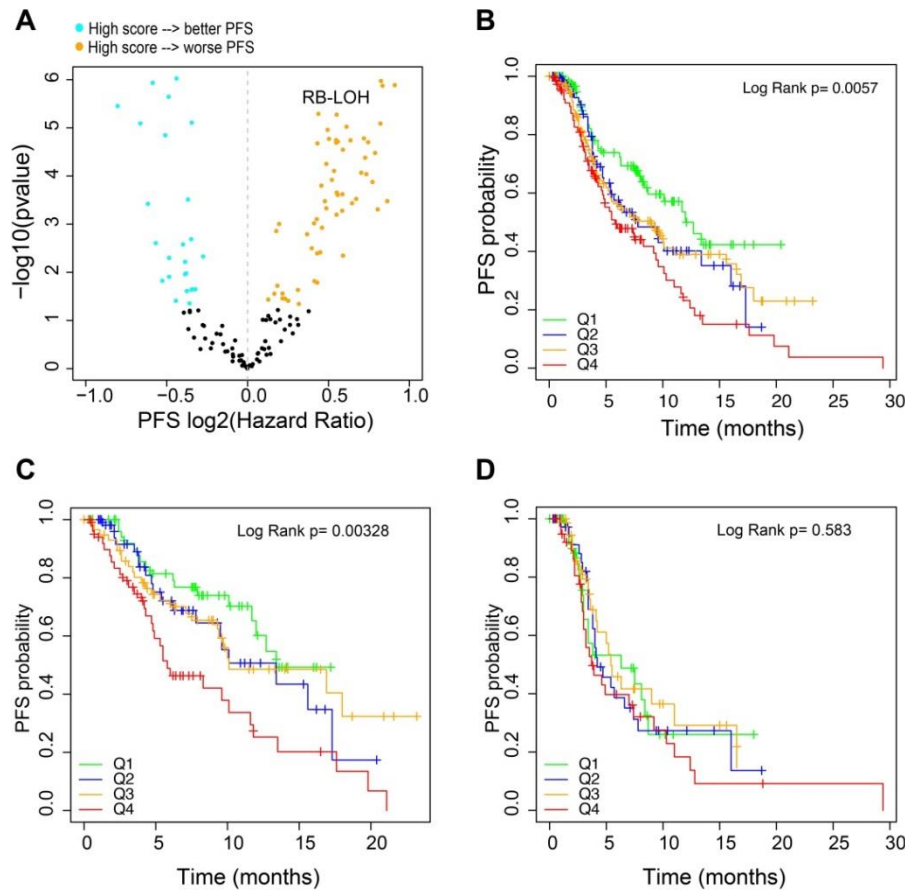 A
High score --> better PFS
High score --> worse PFS
RB-LOH
6
5
4
3
2
1
0
−log10(pvalue)
−1.0
−0.5
0.0
0.5
1.0
PFS log2(Hazard Ratio)
B
Log Rank p= 0.0057
1.0
0.8
0.6
0.4
0.2
0.0
PFS probability
Q1
Q2
Q3
Q4
0 5 10 15 20 25 30
Time (months)
C
Log Rank p= 0.00328
1.0
0.8
0.6
0.4
0.2
0.0
PFS probability
Q1
Q2
Q3
Q4
0 5 10 15 20
Time (months)
D
Log Rank p= 0.583
1.0
0.8
0.6
0.4
0.2
0.0
PFS probability
Q1
Q2
Q3
Q4
0 5 10 15 20 25 30
Time (months)